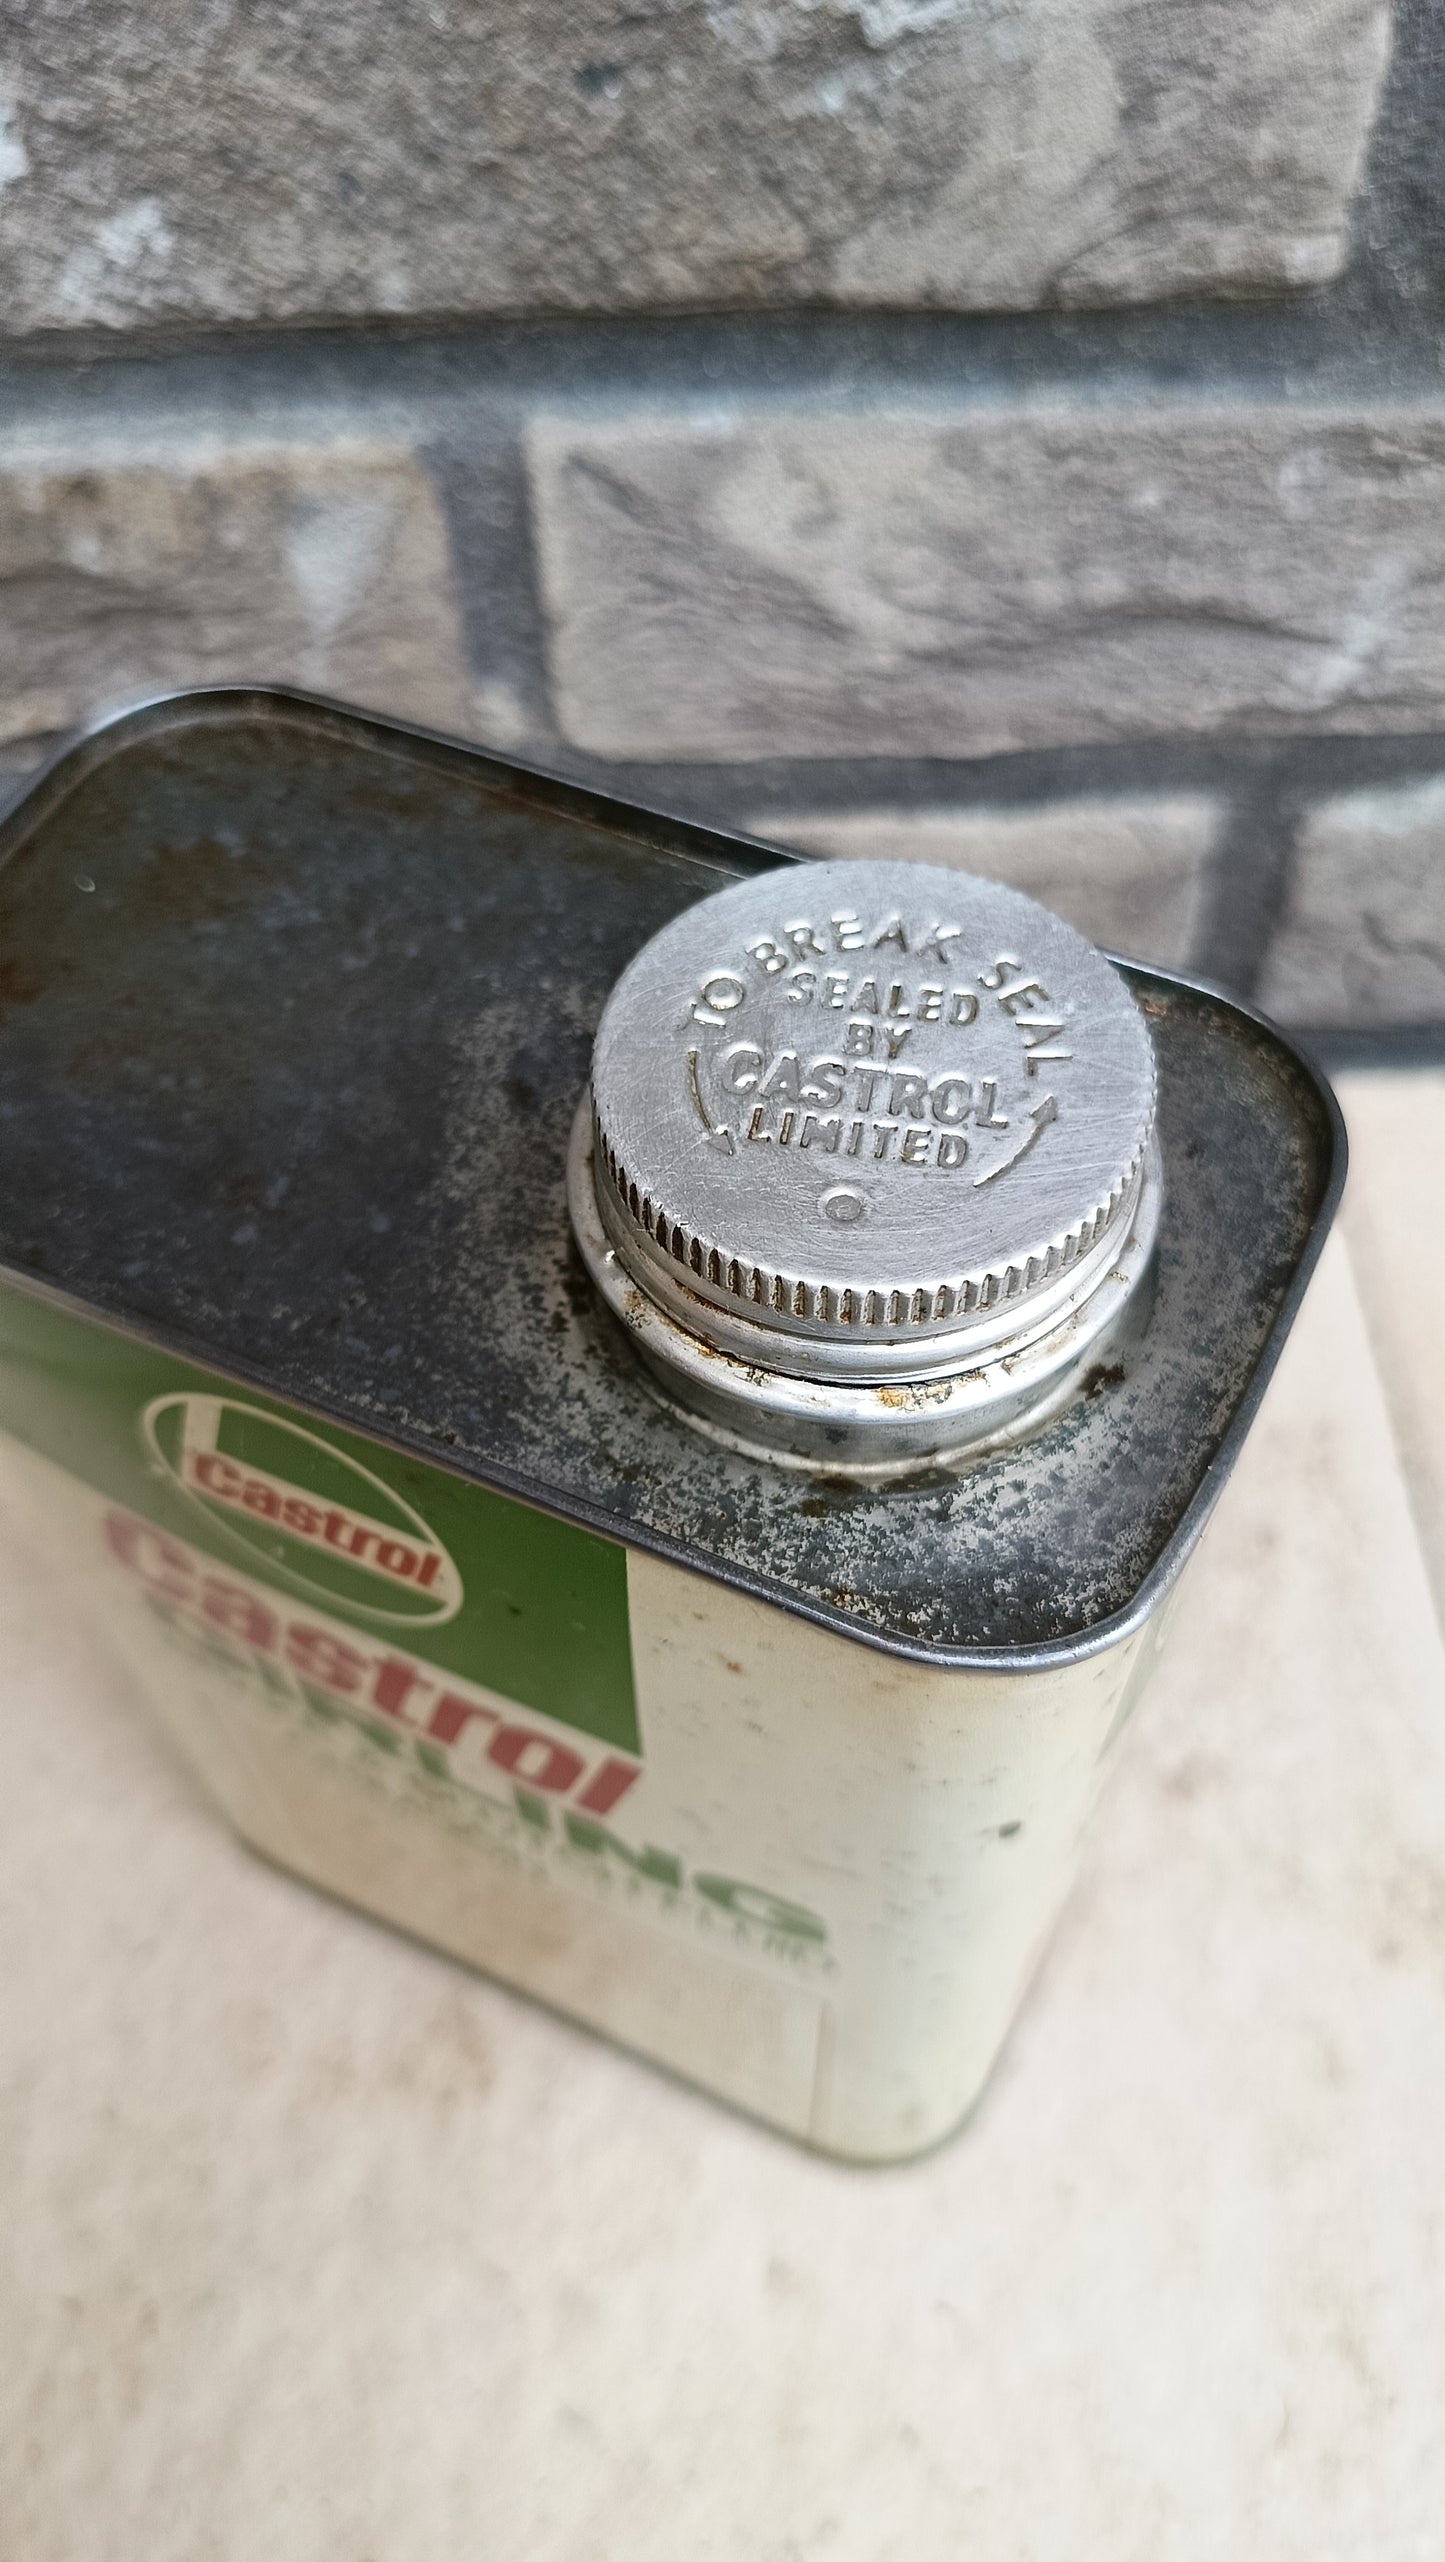 TO BREAK SEAL
SEALED
BY
CASTROL
LIMITED
Castrol
Castrol